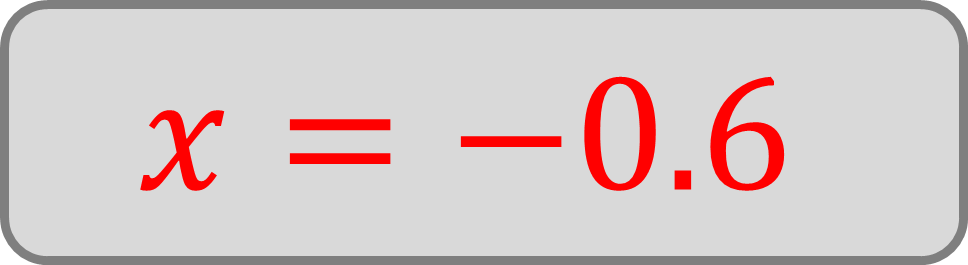 x = −0.6